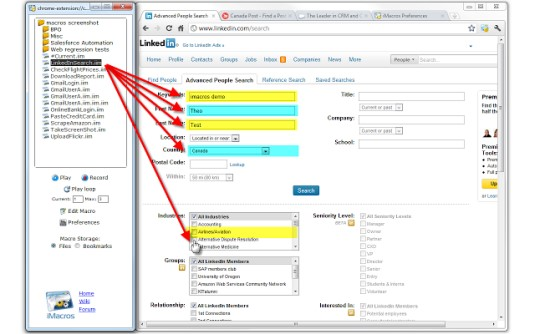 chrome-extension://c
imacros screenshot
BPO
Misc
Salesforce Automation
Web regression tests
#Current.iim
LinkedInSearch.iim
CheckFlightPrices.iim
DownloadReport.iim
GmailLogin.iim
GmailUserA.iim
GmailUserA.iim.iim
GmailUserA.iim.iim
OnlineBankLogin.iim
PasteCreditCard.iim
ScrapeAmazon.iim
TakeScreenShot.iim
UploadFlickr.iim
Play
Record
Play loop
Current:
1
Max:
3
Edit Macro
Preferences
Macro Storage:
Files
Bookmarks
iMacros
Home
Wiki
Forum
Advanced People Search
Canada Post - Find a Pos
The Leader in CRM and C
iMacros Preferences
www.linkedin.com/search
LinkedIn
Go to LinkedIn Ads »
Home
Profile
Contacts
Groups
Jobs
Inbox
Companies
News
More
People
Find People
Advanced People Search
Reference Search
Saved Searches
Keywords:
imacros demo
First Name:
Theo
Last Name:
Test
Location:
Located in or near:
Country:
Canada
Postal Code:
Lookup
Within:
50 mi (80 km)
Title:
Current or past
Company:
Current or past
School:
Search
Premium
Find the
Premium
Tools:
Up
Industries:
All Industries
Accounting
Airlines/Aviation
Alternative Dispute Resolution
Alternative Medicine
Seniority Level:
All Seniority Levels
Manager
Owner
Partner
CXO
VP
Director
Senior
Entry
Students & Interns
Volunteer
Groups:
All LinkedIn Members
SAP members club
University of Oregon
Amazon Web Services Community Network
Relationship:
All LinkedIn Members
1st Connections
2nd Connections
Interested In:
All LinkedIn Members
Potential employees